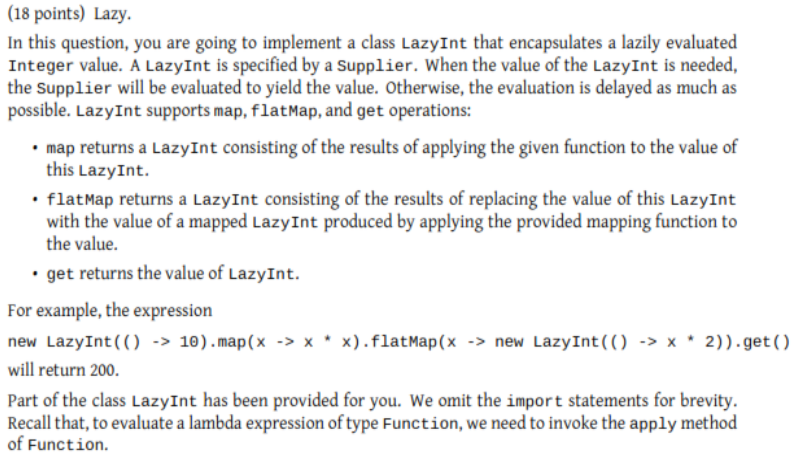 (18 points) Lazy.
In this question, you are going to implement a class LazyInt that encapsulates a lazily evaluated
Integer value. A LazyInt is specified by a Supplier. When the value of the LazyInt is needed,
the Supplier will be evaluated to yield the value. Otherwise, the evaluation is delayed as much as
possible. LazyInt supports map, flatMap, and get operations:
• map returns a LazyInt consisting of the results of applying the given function to the value of
this LazyInt.
• flatMap returns a LazyInt consisting of the results of replacing the value of this LazyInt
with the value of a mapped LazyInt produced by applying the provided mapping function to
the value.
• get returns the value of LazyInt.
For example, the expression
new LazyInt(() -> 10).map(x -> x * x).flatMap(x -> new LazyInt(() -> x * 2)).get()
will return 200.
Part of the class LazyInt has been provided for you. We omit the import statements for brevity.
Recall that, to evaluate a lambda expression of type Function, we need to invoke the apply method
of Function.